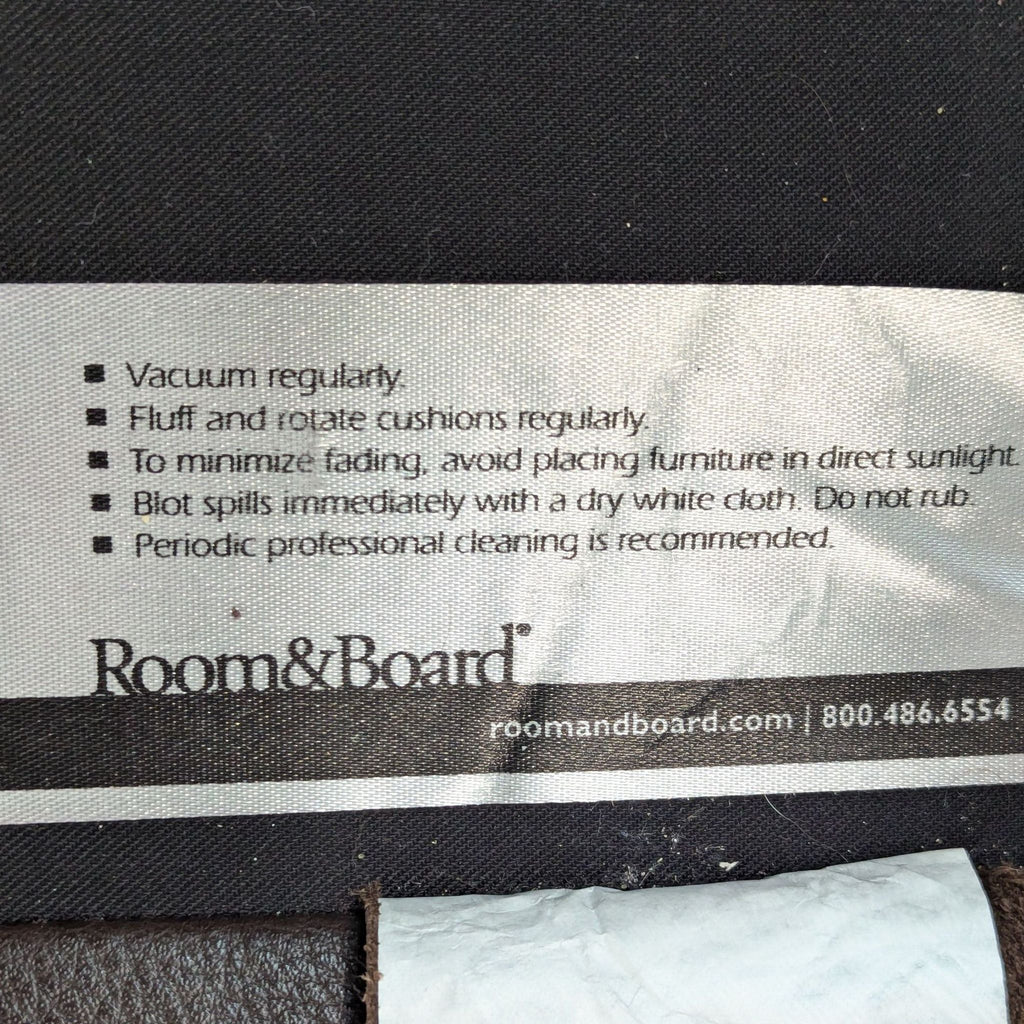 ▪ Vacuum regularly.
▪ Fluff and rotate cushions regularly.
▪ To minimize fading, avoid placing furniture in direct sunlight.
▪ Blot spills immediately with a dry white cloth. Do not rub.
▪ Periodic professional cleaning is recommended.
Room&Board®
roomandboard.com | 800.486.6554